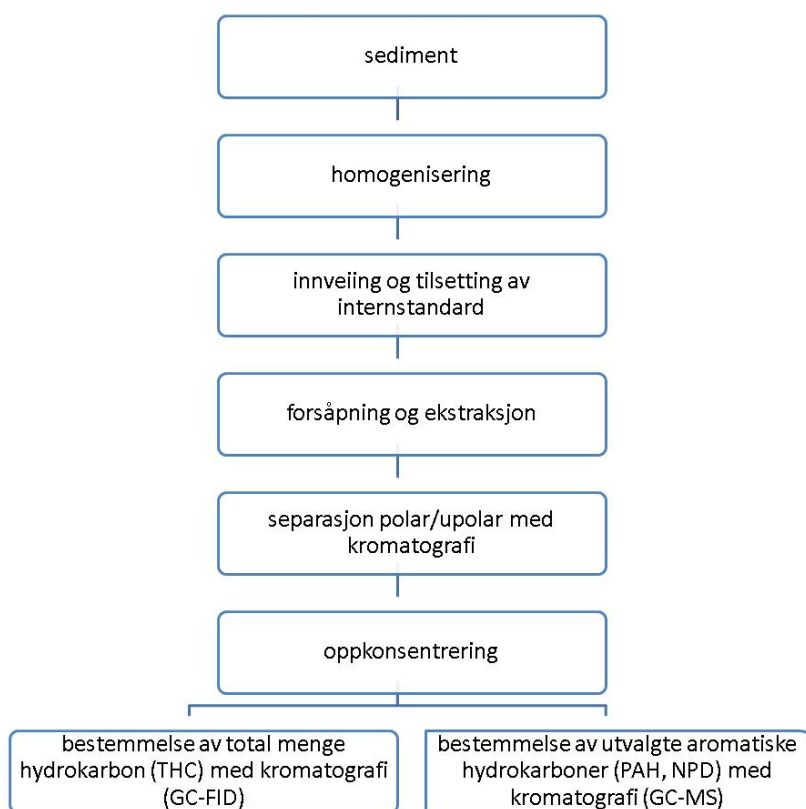 sediment
homogenisering
innveiing og tilsetting av
internstandard
forsåpning og ekstraksjon
separasjon polar/upolar med
kromatografi
oppkonsentrering
bestemmelse av total menge
hydrokarbon (THC) med kromatografi
(GC-FID)
bestemmelse av utvalgte aromatiske
hydrokarboner (PAH, NPD) med
kromatografi (GC-MS)